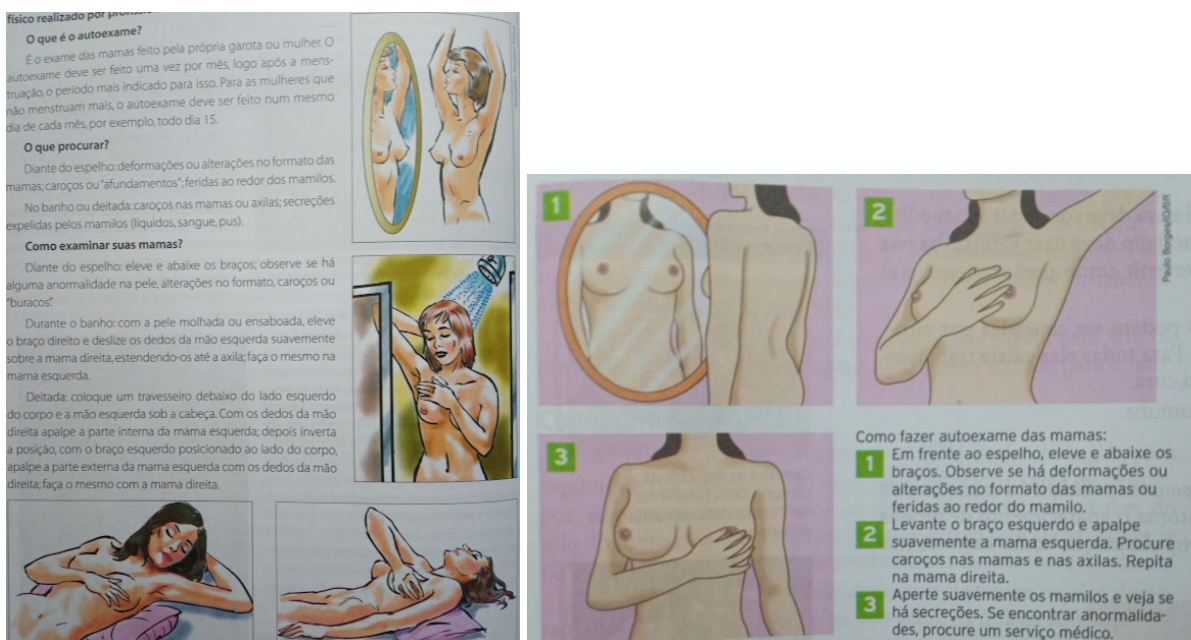 físico realizado por
O que é o autoexame?
É o exame das mamas feito pela própria garota ou mulher. O
autoexame deve ser feito uma vez por mês, logo após a mens-
truação, o período mais indicado para isso. Para as mulheres que
não menstruam mais, o autoexame deve ser feito num mesmo
dia de cada mês, por exemplo, todo dia 15.
O que procurar?
Diante do espelho: deformações ou alterações no formato das
mamas; caroços ou "afundamentos"; feridas ao redor dos mamilos.
No banho ou deitada: caroços nas mamas ou axilas; secreções
expelidas pelos mamilos (líquidos, sangue, pus).
Como examinar suas mamas?
Diante do espelho: eleve e abaixe os braços; observe se há
alguma anormalidade na pele, alterações no formato, caroços ou
"buracos".
Durante o banho: com a pele molhada ou ensaboada, eleve
o braço direito e deslize os dedos da mão esquerda suavemente
sobre a mama direita, estendendo-os até a axila; faça o mesmo na
mama esquerda.
Deitada: coloque um travesseiro debaixo do lado esquerdo
do corpo e a mão esquerda sob a cabeça. Com os dedos da mão
direita apalpe a parte interna da mama esquerda; depois inverta
a posição, com o braço esquerdo posicionado ao lado do corpo,
apalpe a parte externa da mama esquerda com os dedos da mão
direita; faça o mesmo com a mama direita.
1
2
Paulo Borges/ID/BR
3
Como fazer autoexame das mamas:
1 Em frente ao espelho, eleve e abaixe os
braços. Observe se há deformações ou
alterações no formato das mamas ou
feridas ao redor do mamilo.
2 Levante o braço esquerdo e apalpe
suavemente a mama esquerda. Procure
caroços nas mamas e nas axilas. Repita
na mama direita.
3 Aperte suavemente os mamilos e veja se
há secreções. Se encontrar anormalida-
des, procure um serviço médico.